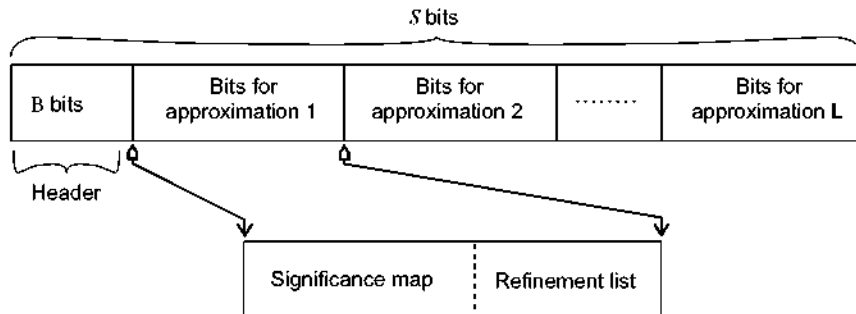 S bits
B bits
Bits for
approximation 1
Bits for
approximation 2
........
Bits for
approximation L
Header
Significance map
Refinement list